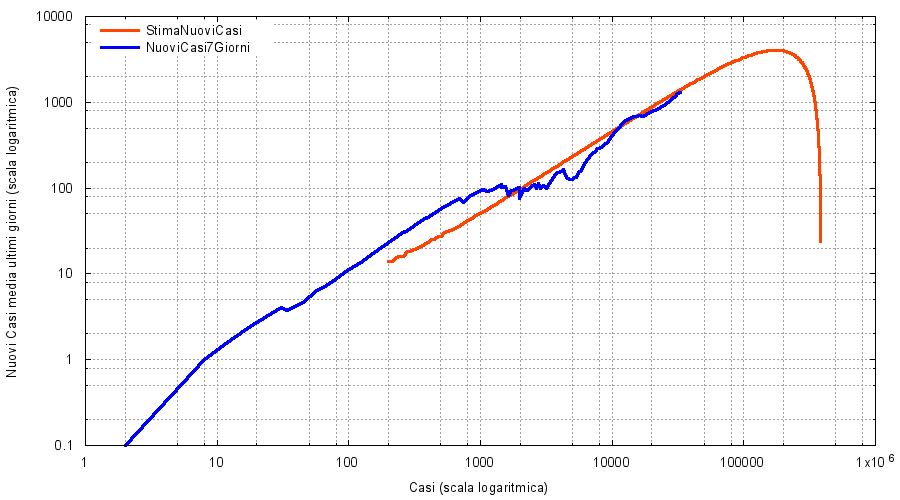 10000
1000
100
10
1
0.1
StimaNuoviCasi
NuoviCasi7Giorni
Nuovi Casi media ultimi giorni (scala logaritmica)
1 10 100 1000 10000 100000 1x10 6
Casi (scala logaritmica)